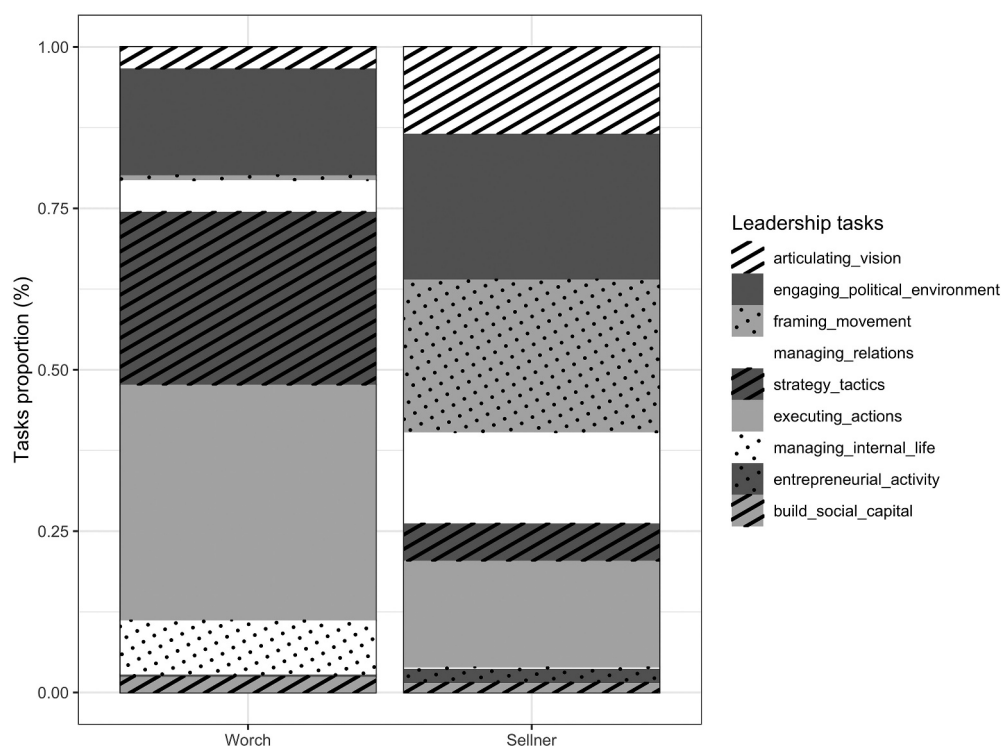 1.00
0.75
0.50
0.25
0.00
Tasks proportion (%)
Worch
Sellner
Leadership tasks
articulating_vision
engaging_political_environment
framing_movement
managing_relations
strategy_tactics
executing_actions
managing_internal_life
entrepreneurial_activity
build_social_capital